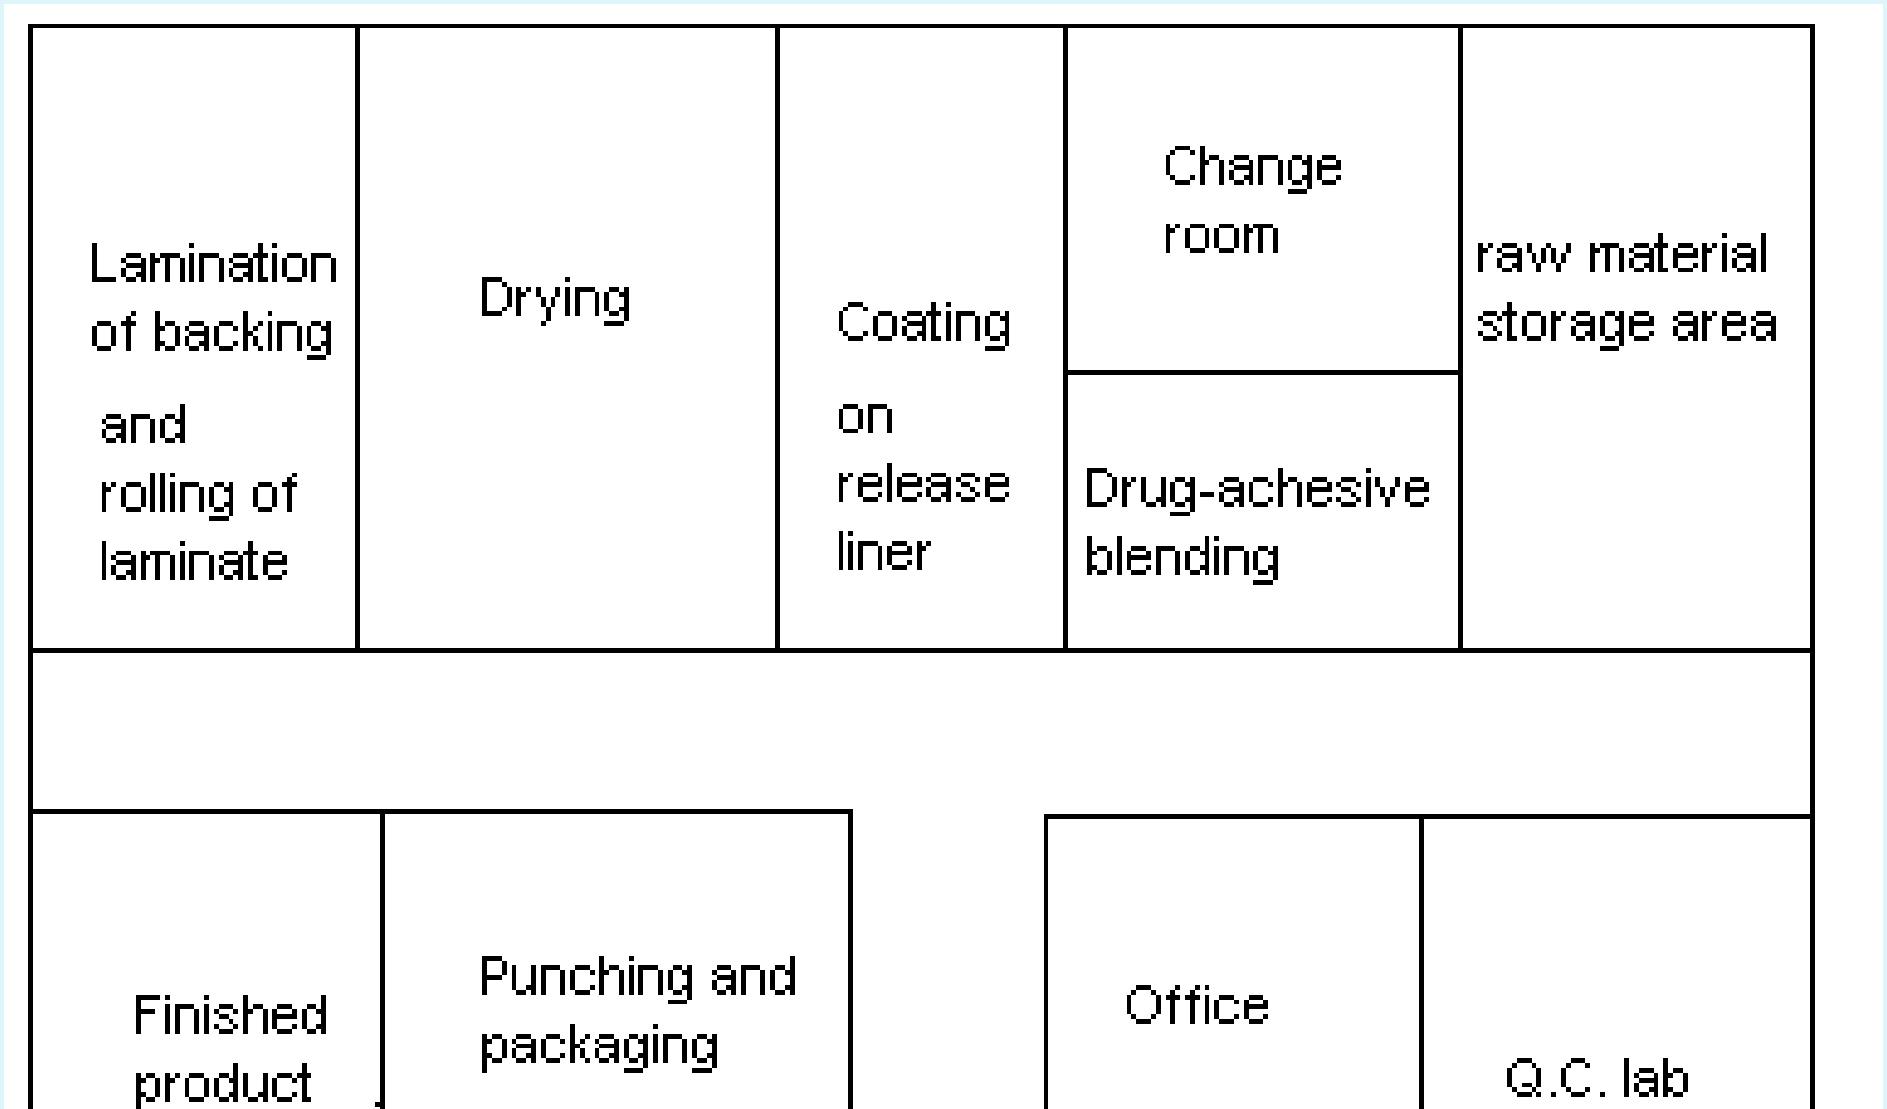 Lamination
of backing
and
rolling of
laminate
Drying
Coating
on
release
liner
Change
room
Drug-achesive
blending
raw material
storage area
Finished
product
Punching and
packaging
Office
Q.C. lab